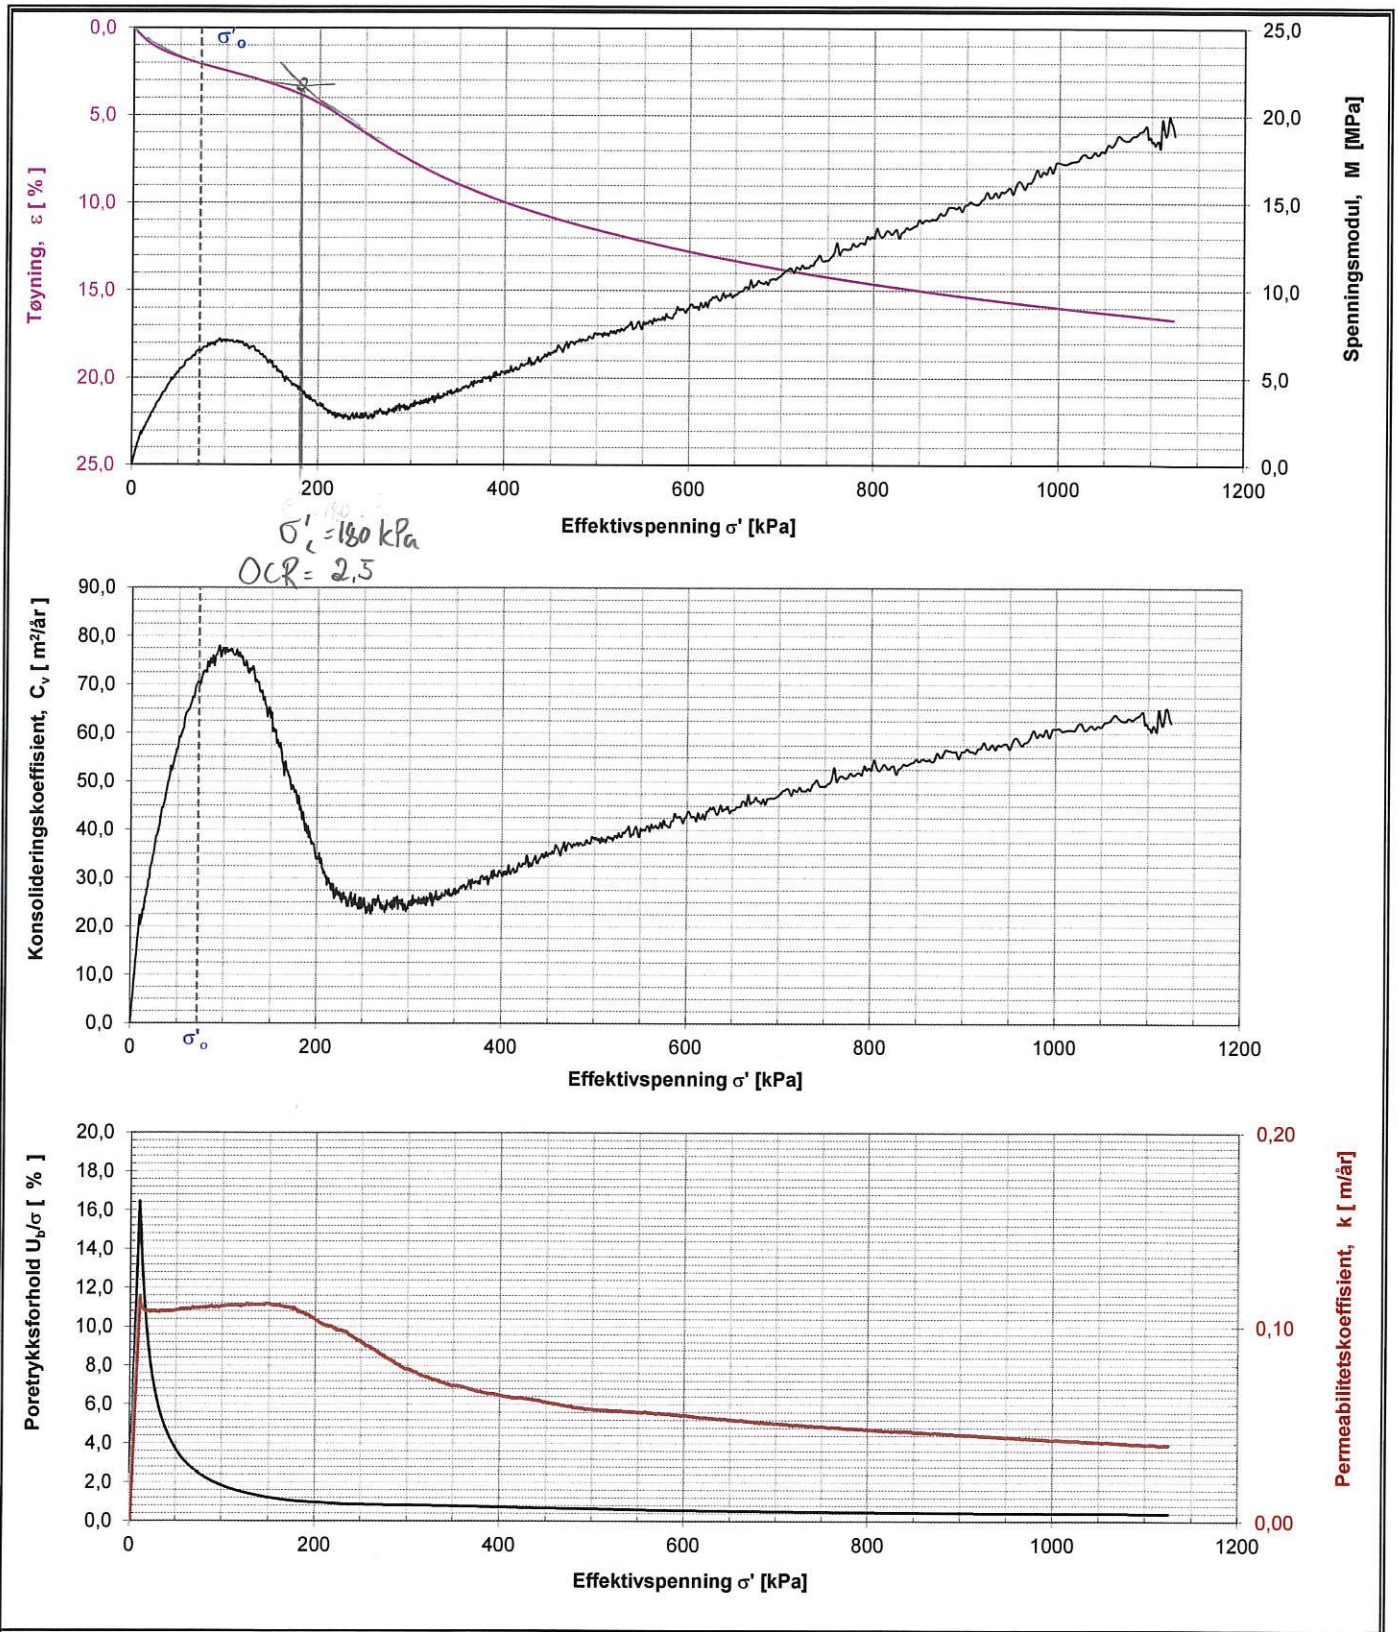 0,0
5,0
10,0
15,0
20,0
25,0
Tøyning, ε [ % ]
σ'o
25,0
20,0
15,0
10,0
5,0
0,0
Spenningsmodul, M [MPa]
0 200 400 600 800 1000 1200
Effektivspenning σ' [kPa]
σ'c = 180 kPa
OCR = 2,5
90,0
80,0
70,0
60,0
50,0
40,0
30,0
20,0
10,0
0,0
Konsolideringskoeffisient, Cv [ m²/år ]
0 200 400 600 800 1000 1200
σ'o
Effektivspenning σ' [kPa]
20,0
18,0
16,0
14,0
12,0
10,0
8,0
6,0
4,0
2,0
0,0
Poretrykksforhold Ub/σ [ % ]
0,20
0,10
0,00
Permeabilitetskoeffisient, k [ m/år]
0 200 400 600 800 1000 1200
Effektivspenning σ' [kPa]